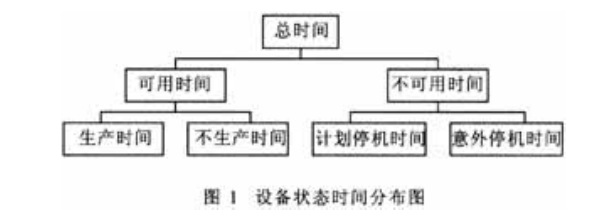 总时间
可用时间
不可用时间
生产时间
不生产时间
计划停机时间
意外停机时间
图 1 设备状态时间分布图